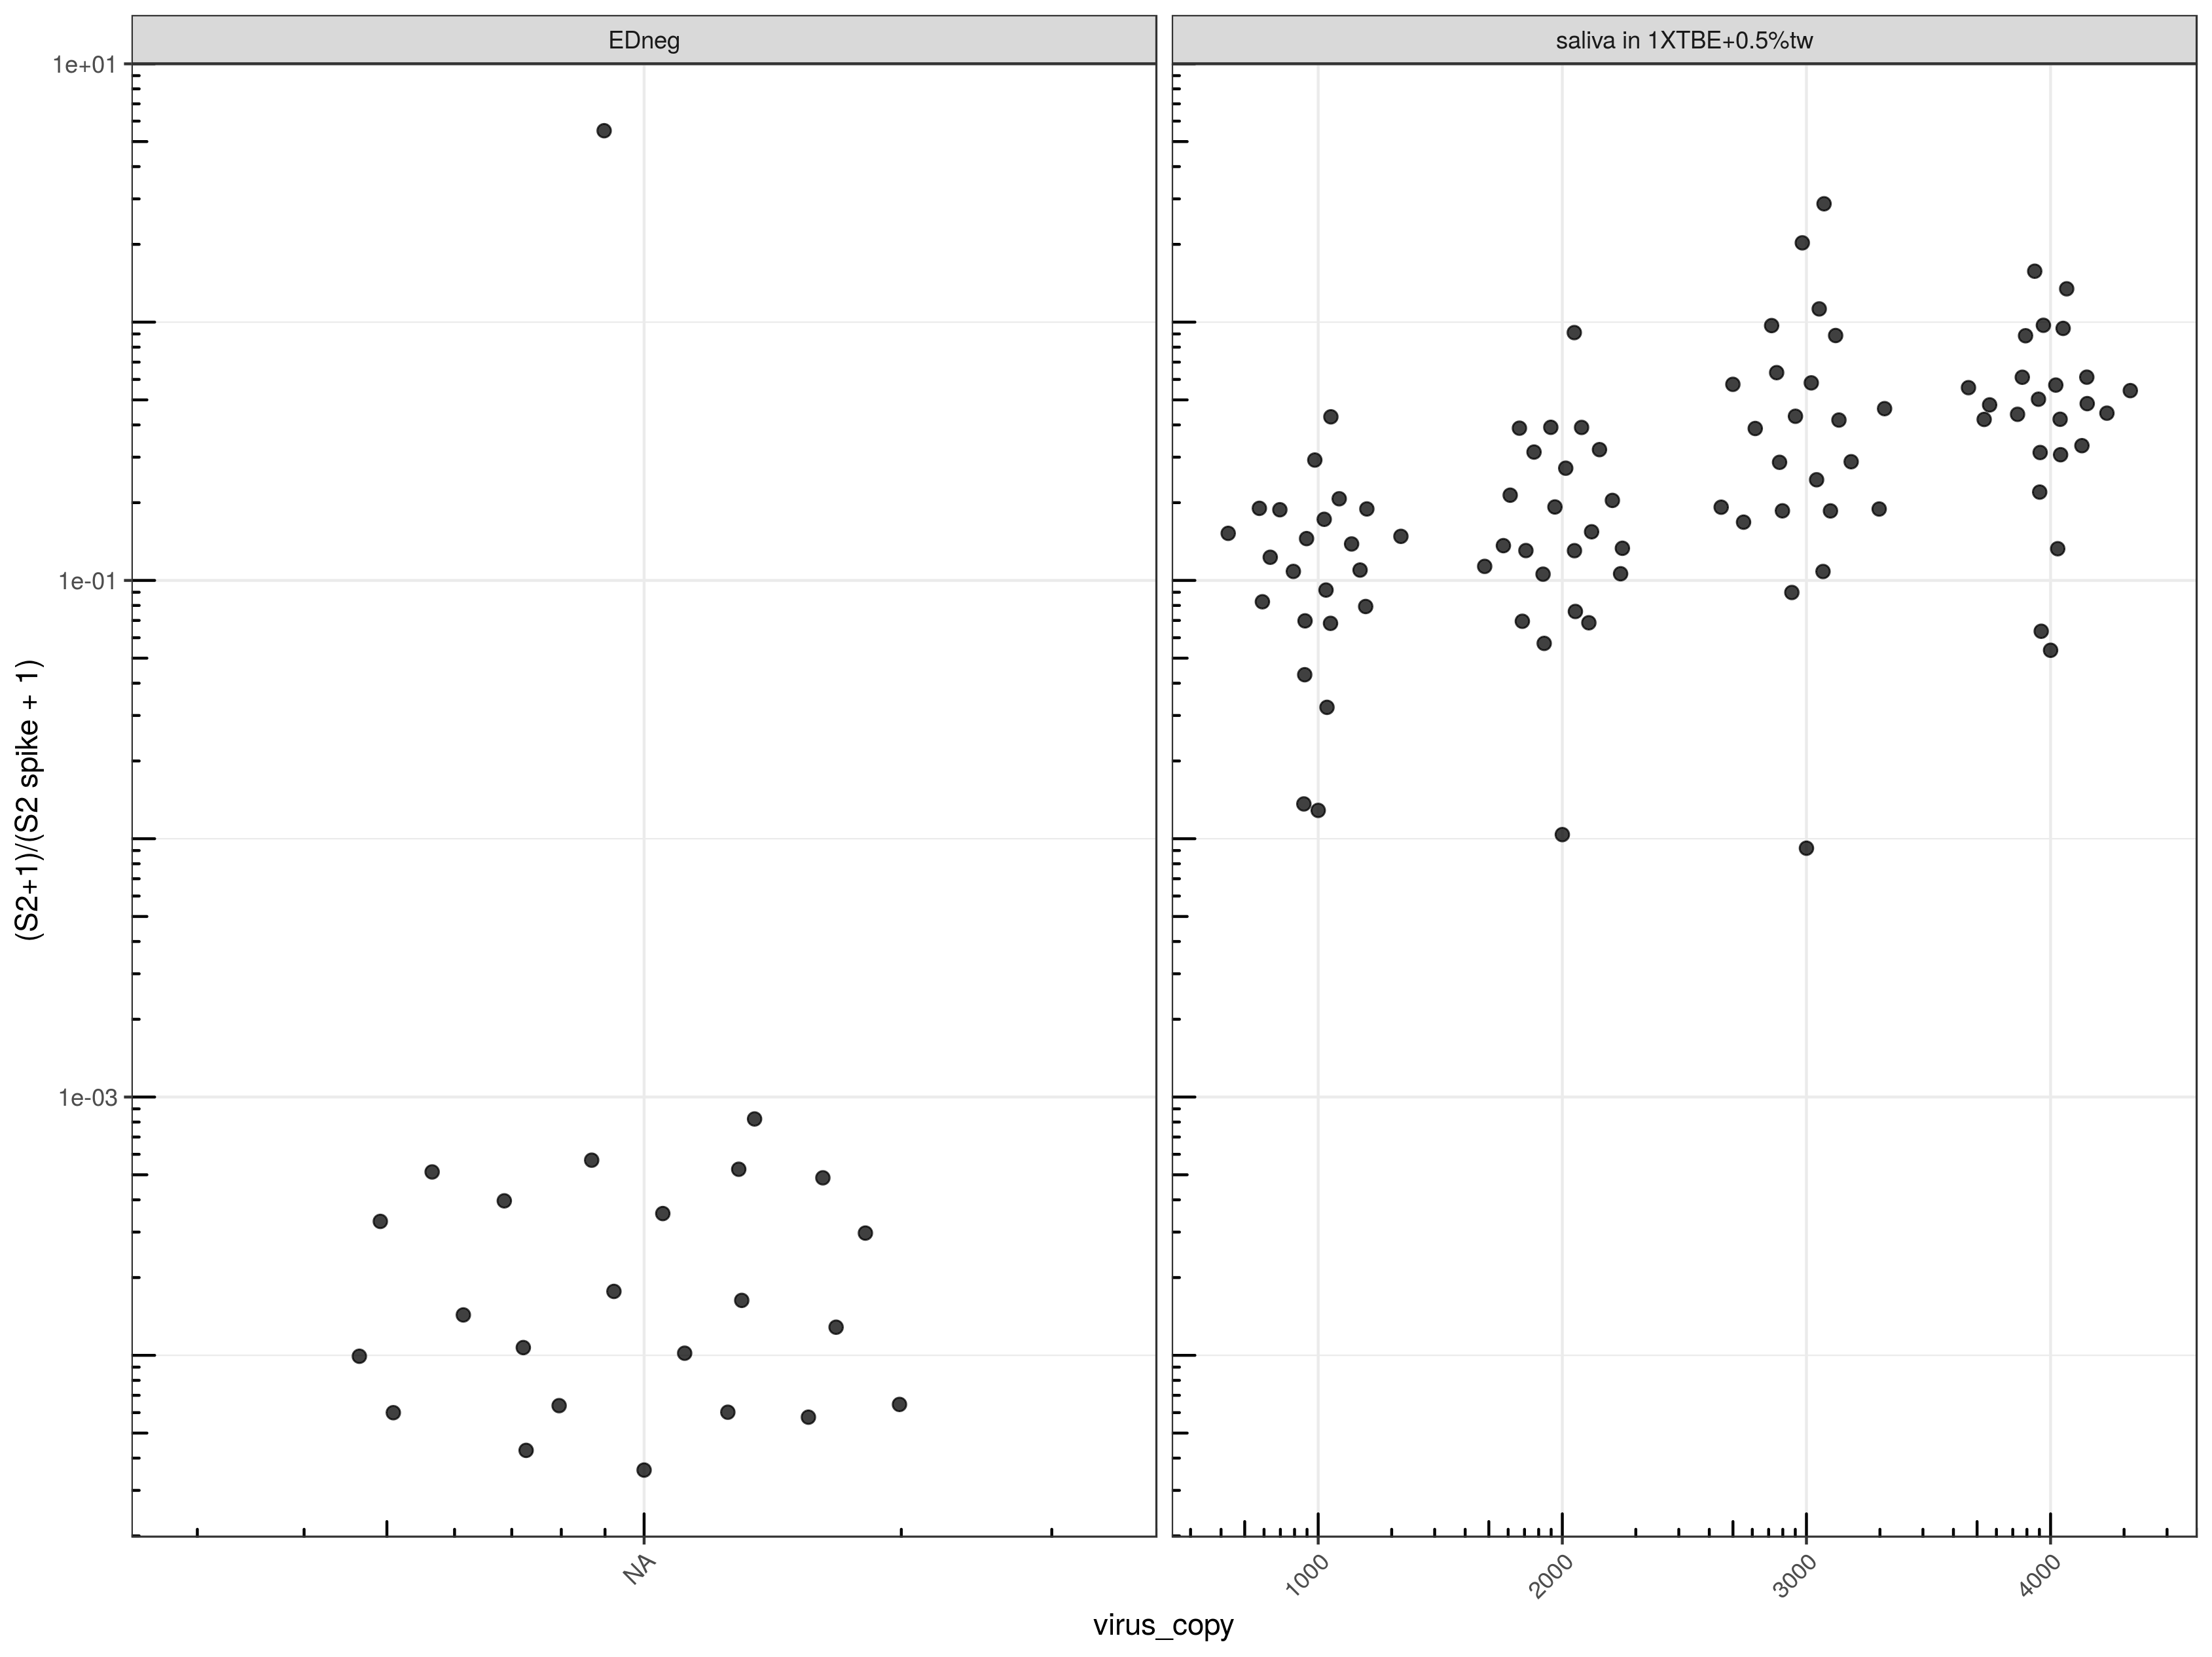 EDneg
saliva in 1XTBE+0.5%tw
1e+01
1e-01
1e-03
(S2+1)/(S2 spike + 1)
NA
1000
2000
3000
4000
virus_copy